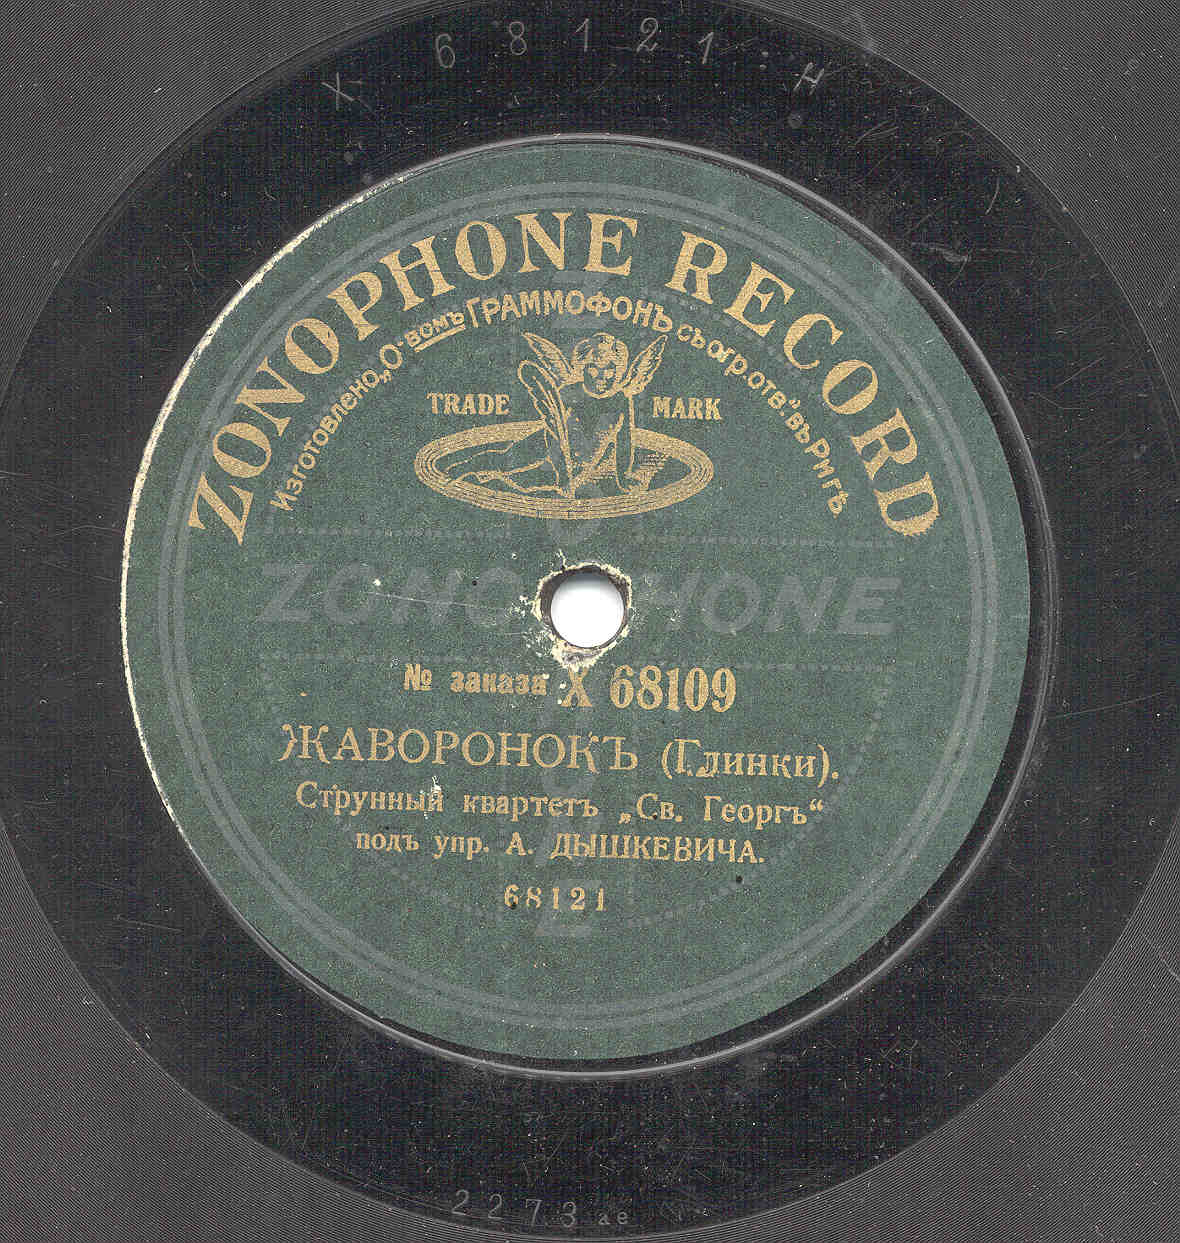 X 68121 H
ZONOPHONE RECORD
Изготовлено „О-вомъ ГРАММОФОНЪ съ огр. отв.“ въ Ригѣ
TRADE MARK
ZONOPHONE
№ заказа X 68109
ЖАВОРОНОКЪ (Глинки).
Струнный квартетъ „Св. Георгъ“
подъ упр. А. ДЫШКЕВИЧА.
68121
2273 ae